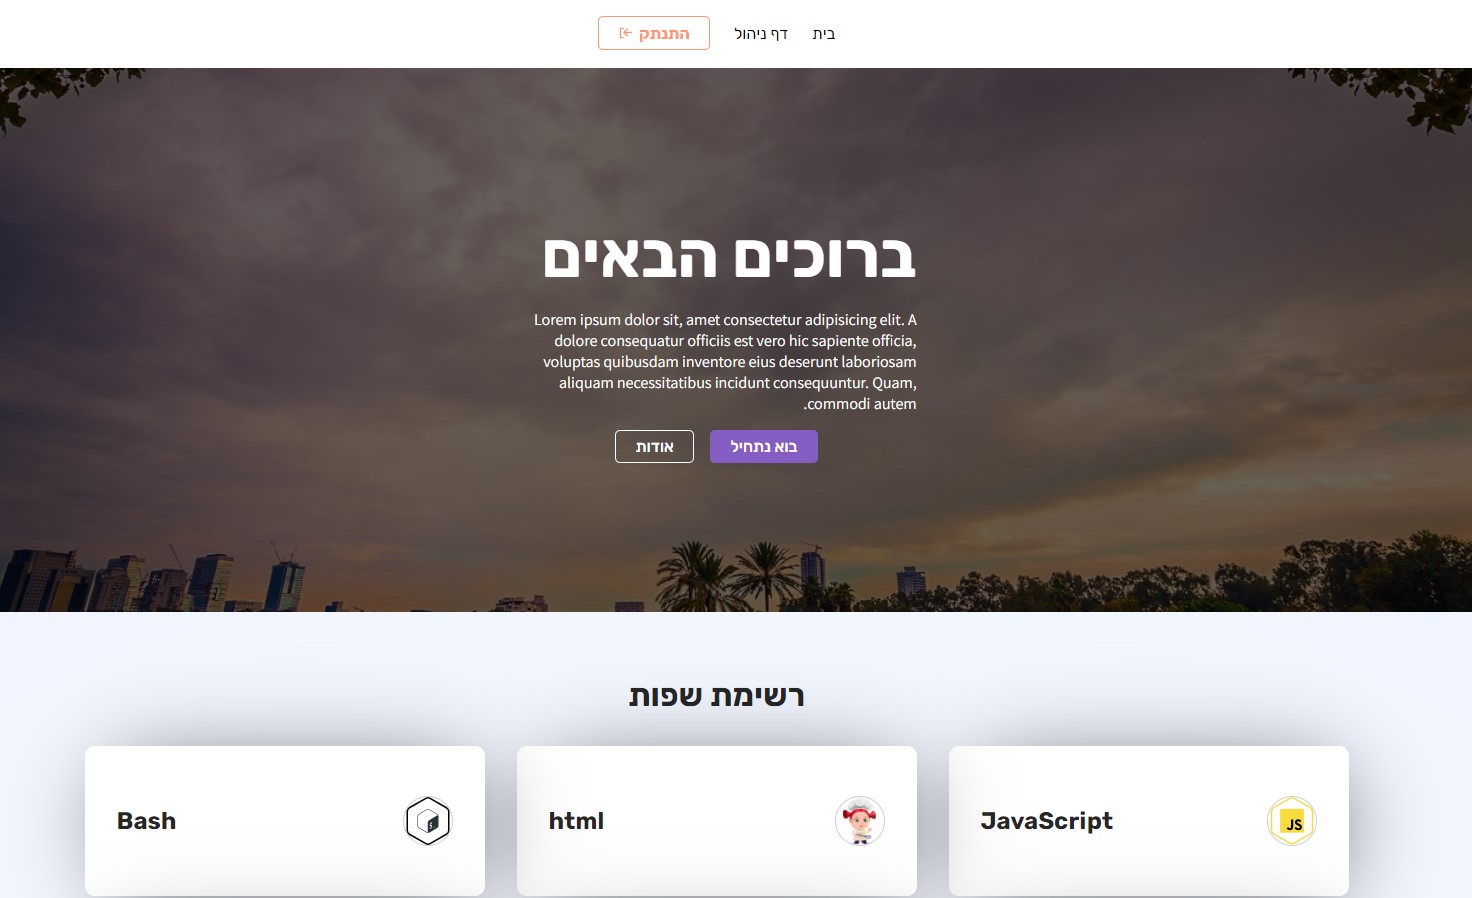 בית
דף ניהול
התנתק
ברוכים הבאים
Lorem ipsum dolor sit, amet consectetur adipisicing elit. A
dolore consequatur officiis est vero hic sapiente officia,
voluptas quibusdam inventore eius deserunt laboriosam
aliquam necessitatibus incidunt consequuntur. Quam,
commodi autem.
בוא נתחיל
אודות
רשימת שפות
JavaScript
JS
html
Bash